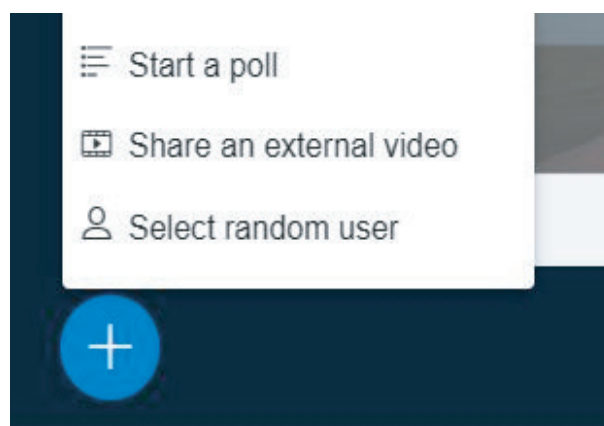 Start a poll
Share an external video
Select random user